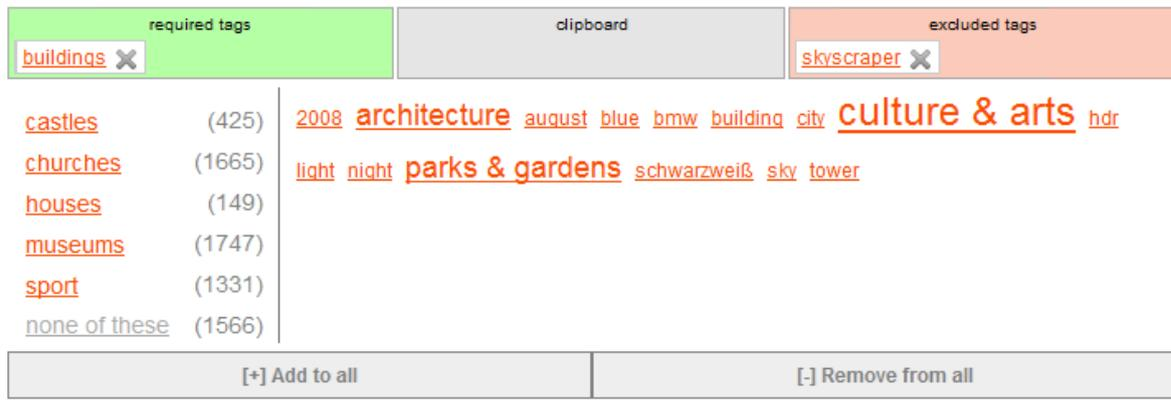 required tags clipboard excluded tags
buildings skyscraper
castles (425)
churches (1665)
houses (149)
museums (1747)
sport (1331)
none of these (1566)
2008 architecture august blue bmw building city culture & arts hdr
light night parks & gardens schwarzweiß sky tower
[+] Add to all [-] Remove from all